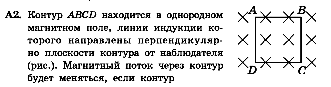 А2. Контур ABCD находится в однородном
магнитном поле, линии индукции ко-
торого направлены перпендикуляр-
но плоскости контура от наблюдателя
(рис.). Магнитный поток через контур
будет меняться, если контур
A B
D C